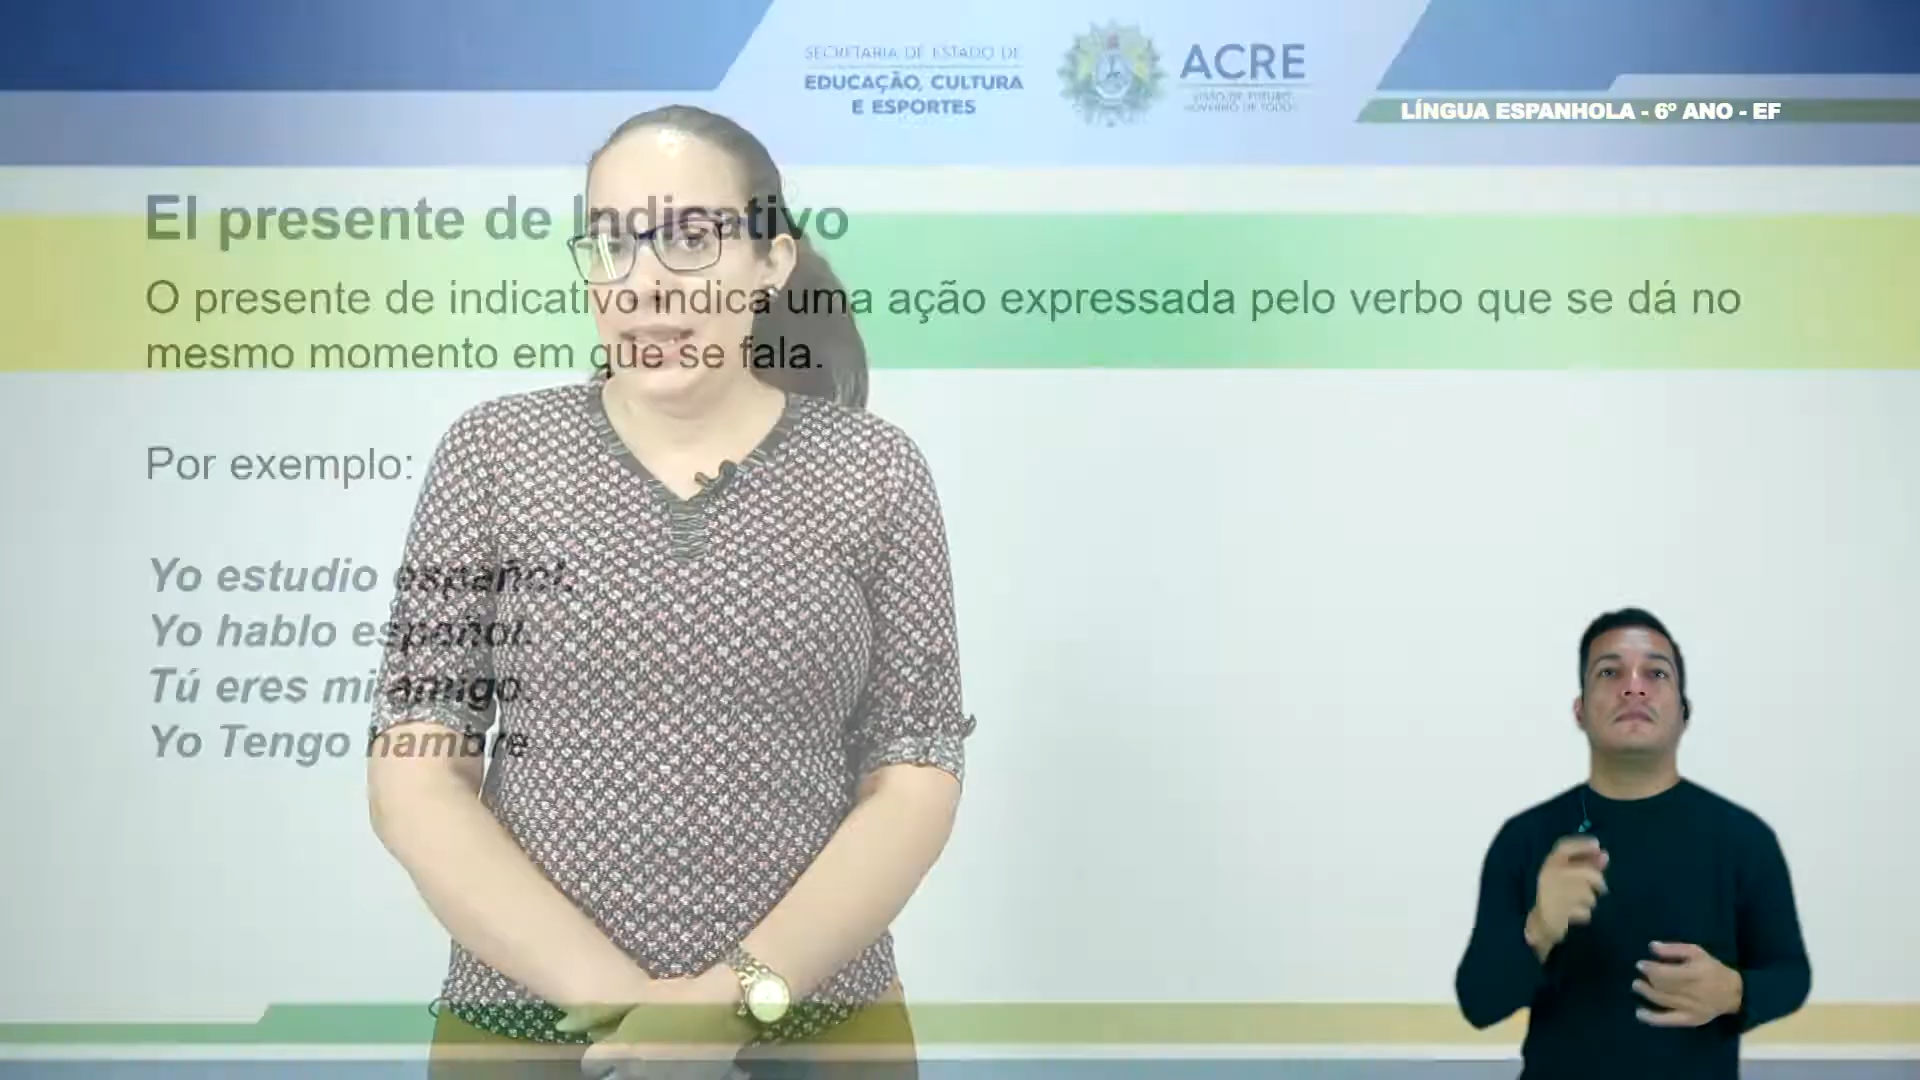 SECRETARIA DE ESTADO DE
EDUCAÇÃO, CULTURA
E ESPORTES
ACRE
LÍNGUA ESPANHOLA - 6º ANO - EF
El presente de Indicativo
O presente de indicativo indica uma ação expressada pelo verbo que se dá no
mesmo momento em que se fala.
Por exemplo:
Yo estudio español.
Yo hablo español.
Tú eres mi amigo.
Yo Tengo hambre